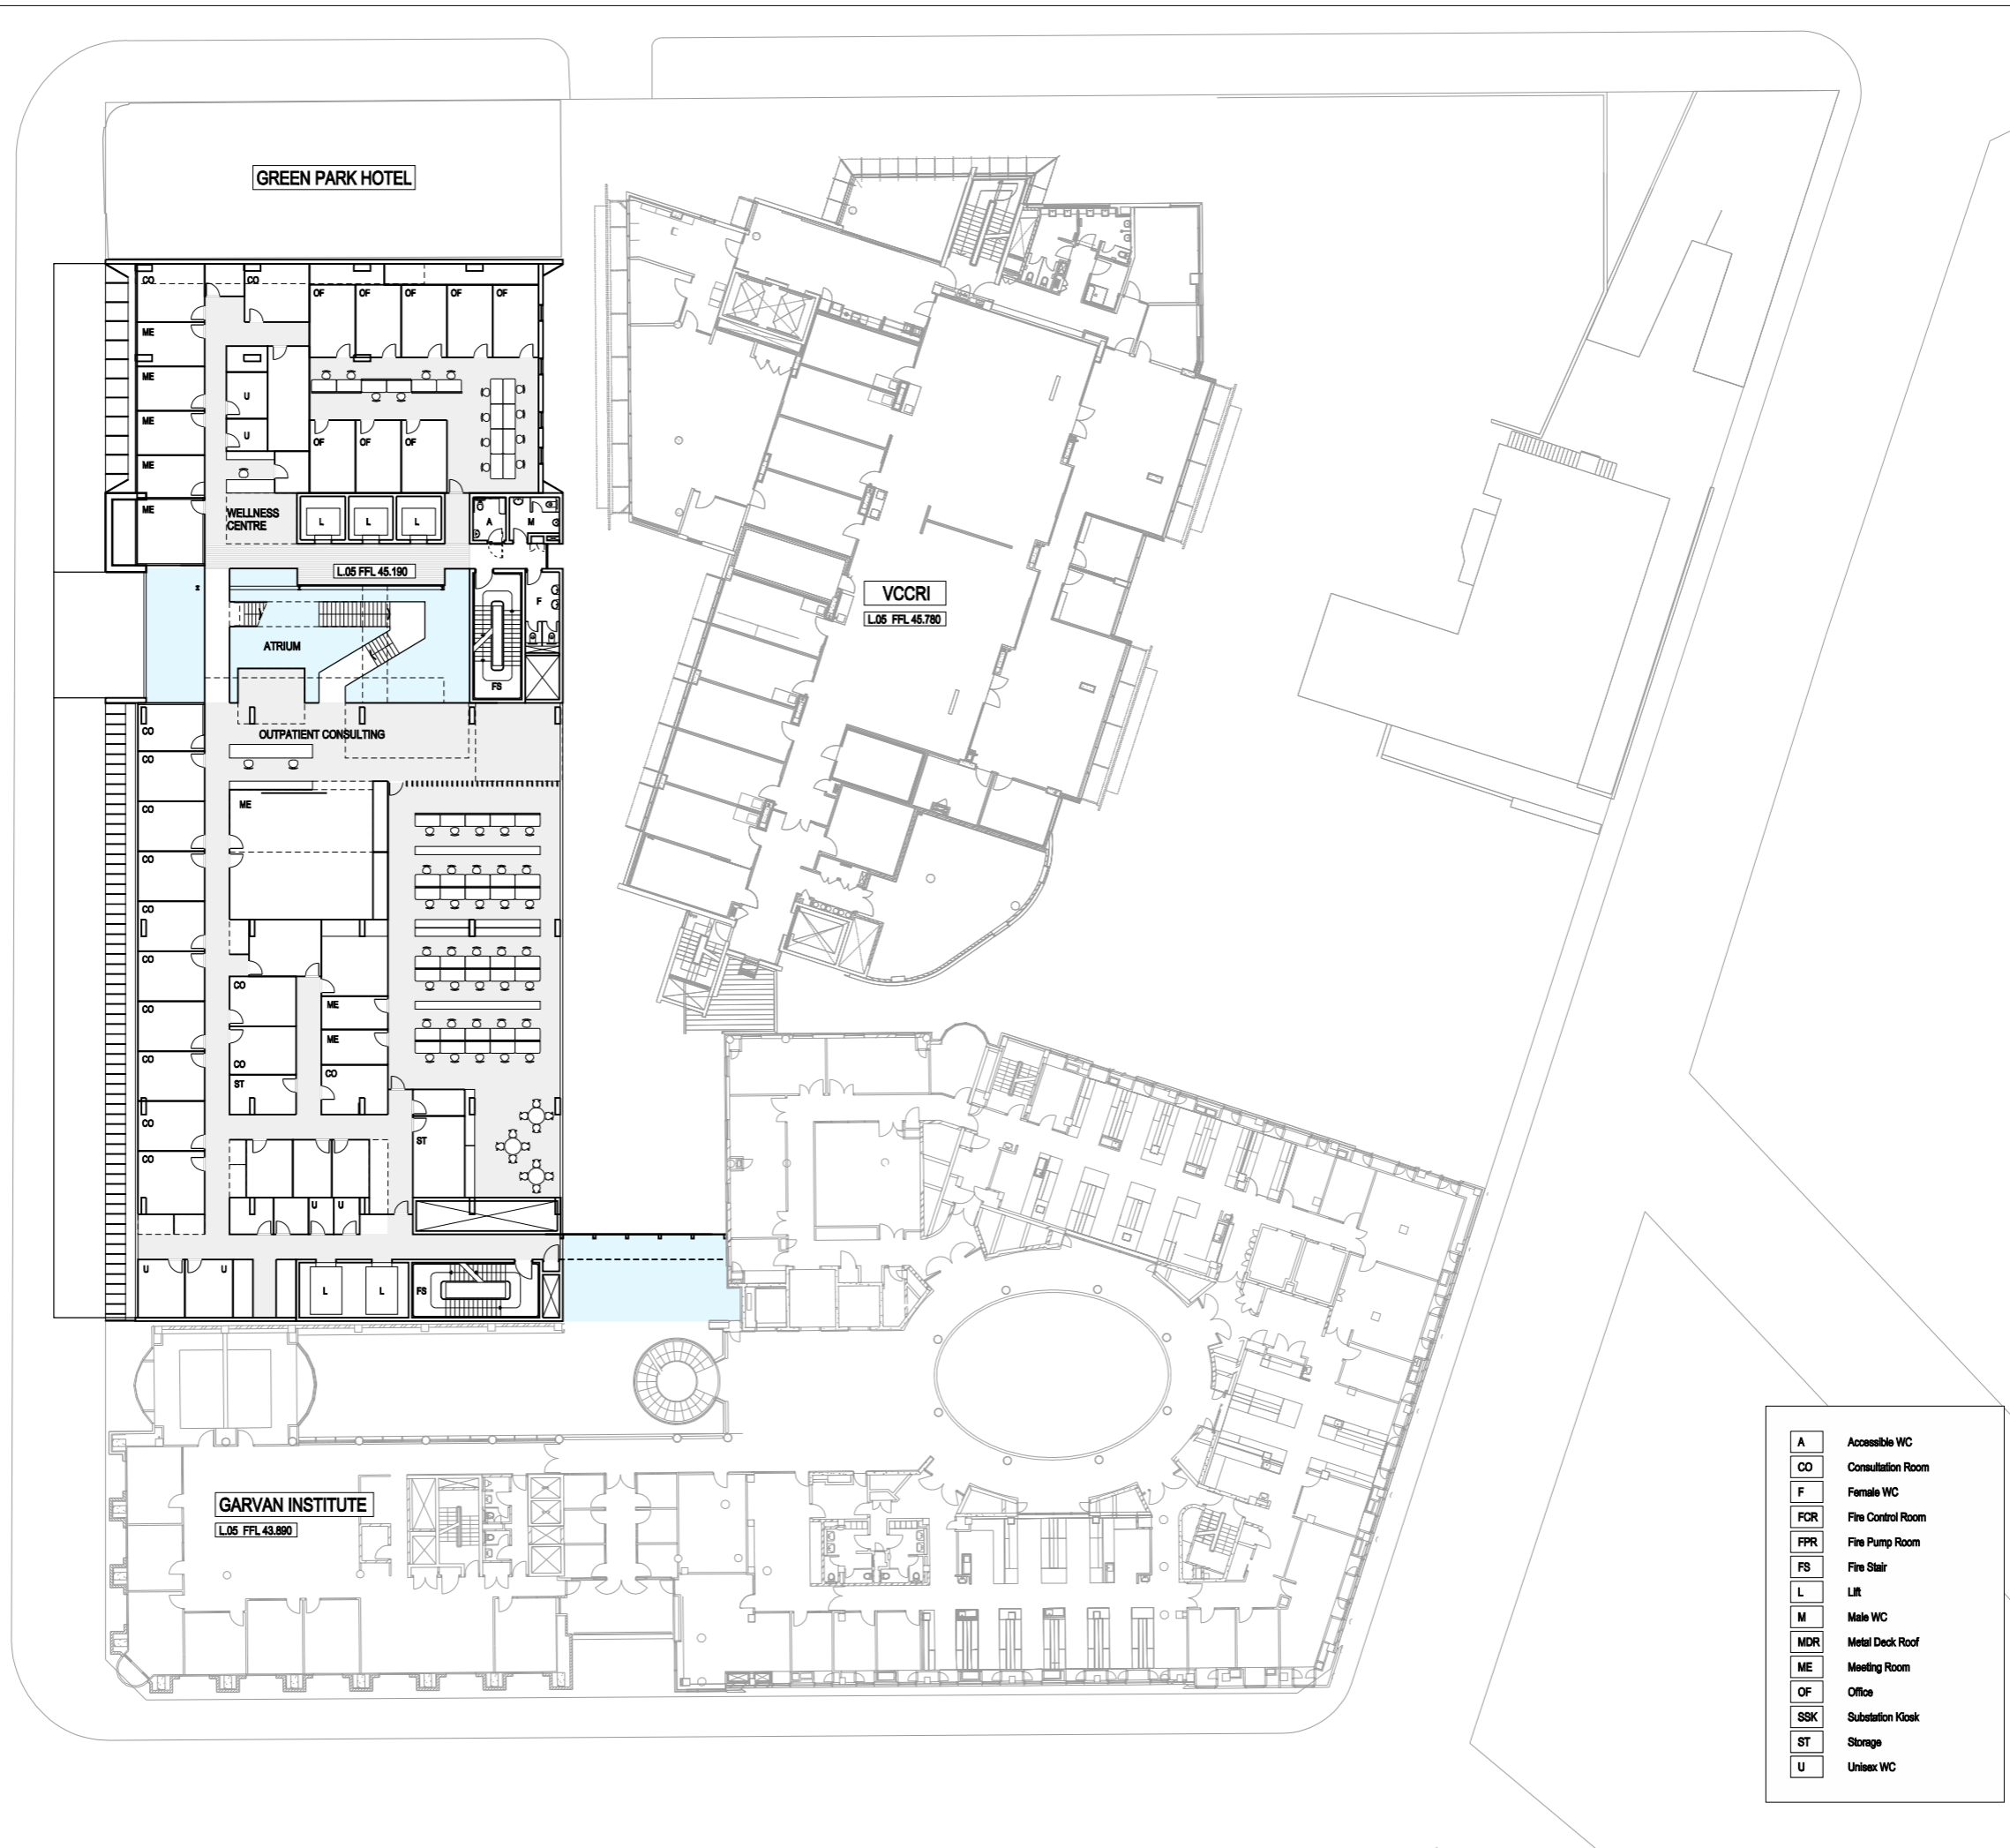 GREEN PARK HOTEL
CO
CO
OF
OF
OF
OF
OF
ME
ME
U
ME
U
OF
OF
OF
ME
ME
WELLNESS
CENTRE
L
L
L
A
M
L.05 FFL 45.190
F
ATRIUM
FS
VCCRI
L.05 FFL 45.780
CO
OUTPATIENT CONSULTING
CO
CO
ME
CO
CO
CO
CO
CO
ME
ME
CO
CO
CO
ST
CO
ST
CO
U
U
U
U
L
L
FS
GARVAN INSTITUTE
L.05 FFL 43.890
A Accessible WC
CO Consultation Room
F Female WC
FCR Fire Control Room
FPR Fire Pump Room
FS Fire Stair
L Lift
M Male WC
MDR Metal Deck Roof
ME Meeting Room
OF Office
SSK Substation Kiosk
ST Storage
U Unisex WC